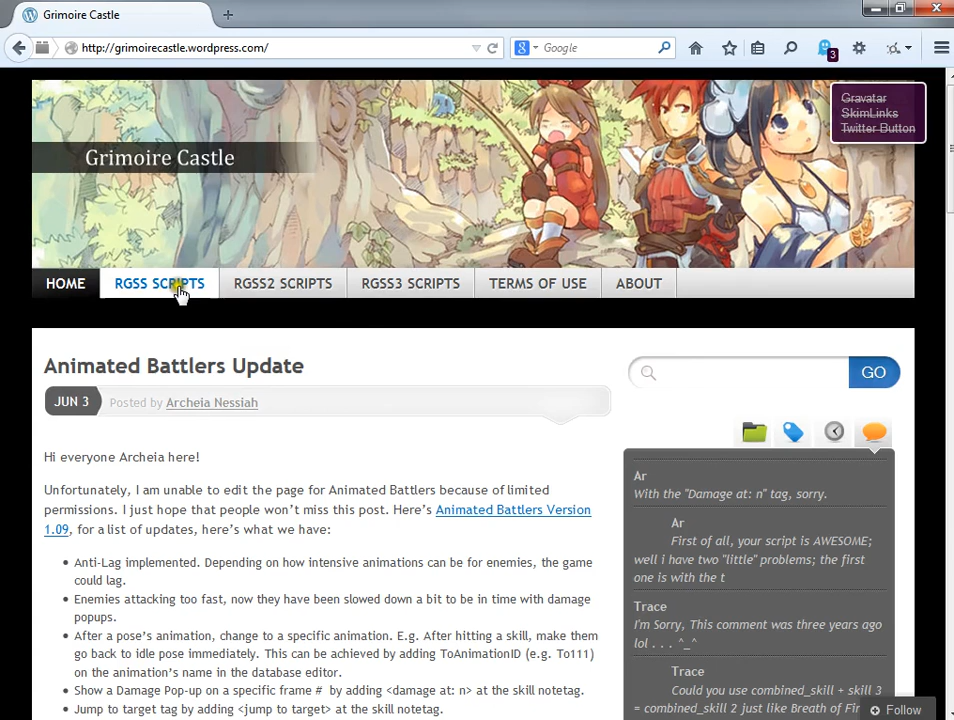 Grimoire Castle
http://grimoirecastle.wordpress.com/
Google
3
Gravatar
SkimLinks
Twitter Button
Grimoire Castle
HOME
RGSS SCRIPTS
RGSS2 SCRIPTS
RGSS3 SCRIPTS
TERMS OF USE
ABOUT
Animated Battlers Update
GO
JUN 3
Posted by Archeia Nessiah
Hi everyone Archeia here!
Unfortunately, I am unable to edit the page for Animated Battlers because of limited
permissions. I just hope that people won't miss this post. Here's Animated Battlers Version
1.09, for a list of updates, here's what we have:
Anti-Lag implemented. Depending on how intensive animations can be for enemies, the game
could lag.
Enemies attacking too fast, now they have been slowed down a bit to be in time with damage
popups.
After a pose's animation, change to a specific animation. E.g. After hitting a skill, make them
go back to idle pose immediately. This can be achieved by adding ToAnimationID (e.g. To111)
on the animation's name in the database editor.
Show a Damage Pop-up on a specific frame # by adding <damage at: n> at the skill notetag.
Jump to target tag by adding <jump to target> at the skill notetag.
Ar
With the "Damage at: n" tag, sorry.
Ar
First of all, your script is AWESOME;
well i have two "little" problems; the first
one is with the t
Trace
I'm Sorry, This comment was three years ago
lol . . . ^_^
Trace
Could you use combined_skill + skill 3
= combined_skill 2 just like Breath of
Follow